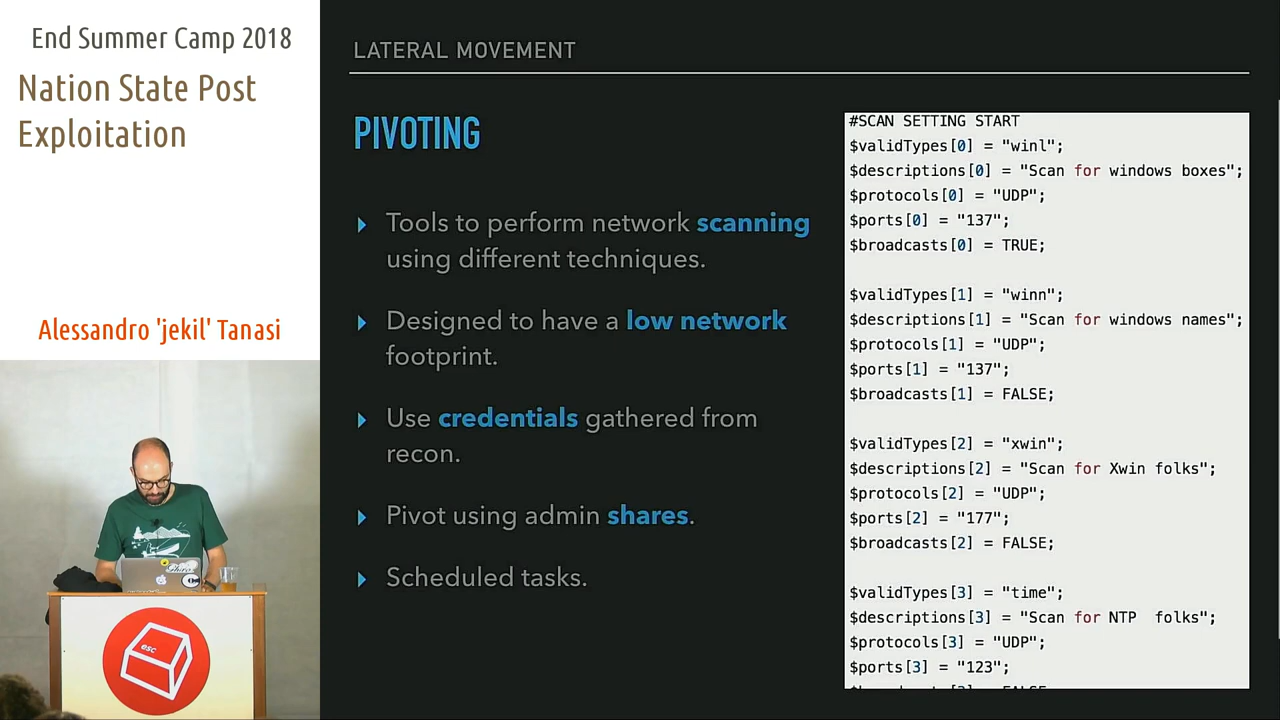 End Summer Camp 2018
Nation State Post
Exploitation
Alessandro 'jekil' Tanasi
esc
LATERAL MOVEMENT
PIVOTING
Tools to perform network scanning
using different techniques.
Designed to have a low network
footprint.
Use credentials gathered from
recon.
Pivot using admin shares.
Scheduled tasks.
#SCAN SETTING START
$validTypes[0] = "winl";
$descriptions[0] = "Scan for windows boxes";
$protocols[0] = "UDP";
$ports[0] = "137";
$broadcasts[0] = TRUE;
$validTypes[1] = "winn";
$descriptions[1] = "Scan for windows names";
$protocols[1] = "UDP";
$ports[1] = "137";
$broadcasts[1] = FALSE;
$validTypes[2] = "xwin";
$descriptions[2] = "Scan for Xwin folks";
$protocols[2] = "UDP";
$ports[2] = "177";
$broadcasts[2] = FALSE;
$validTypes[3] = "time";
$descriptions[3] = "Scan for NTP  folks";
$protocols[3] = "UDP";
$ports[3] = "123";